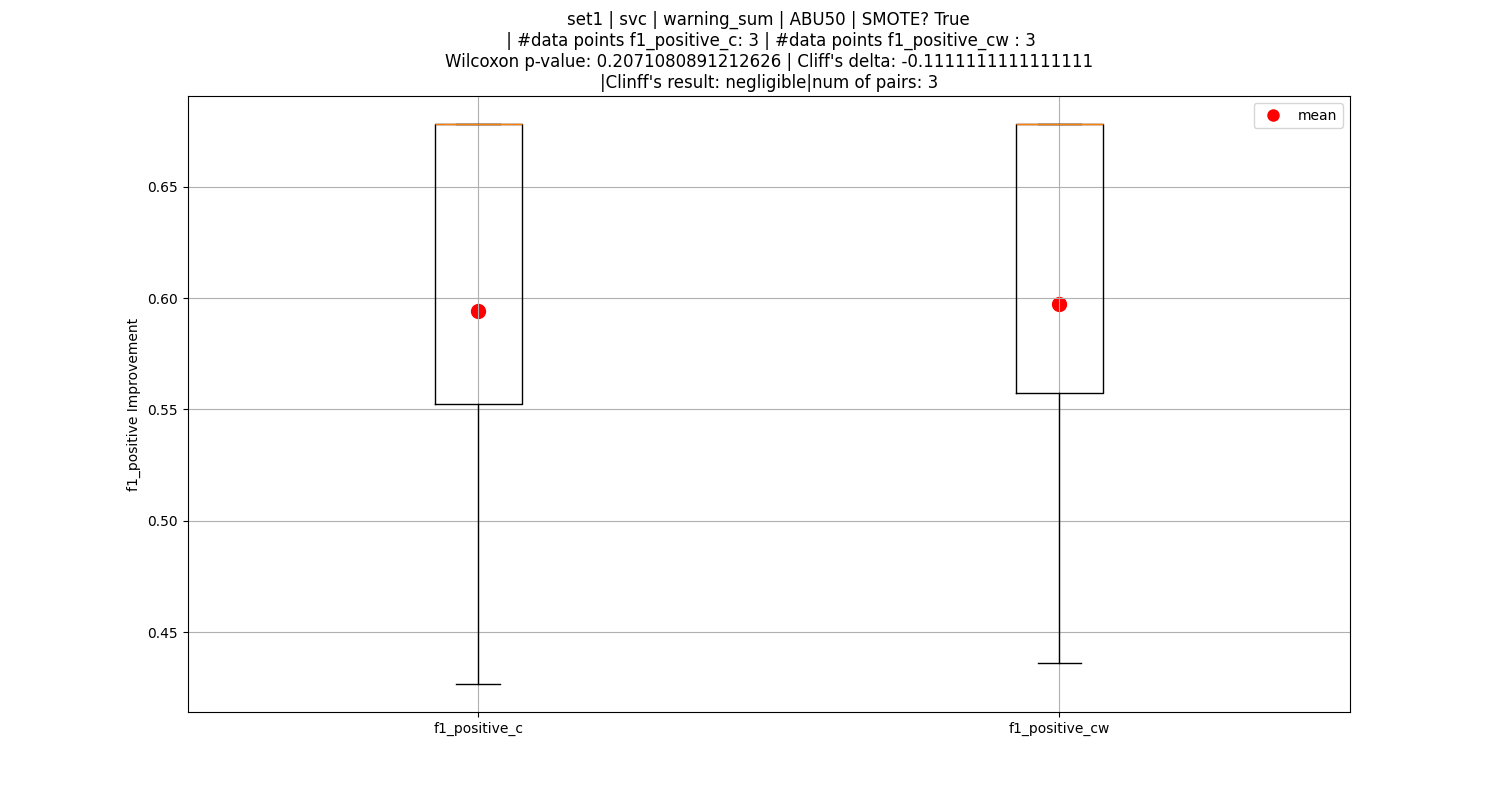 set1 | svc | warning_sum | ABU50 | SMOTE? True
| #data points f1_positive_c: 3 | #data points f1_positive_cw : 3
Wilcoxon p-value: 0.2071080891212626 | Cliff's delta: -0.1111111111111111
|Clinff's result: negligible|num of pairs: 3
mean
0.65
0.60
0.55
0.50
0.45
f1_positive Improvement
f1_positive_c
f1_positive_cw